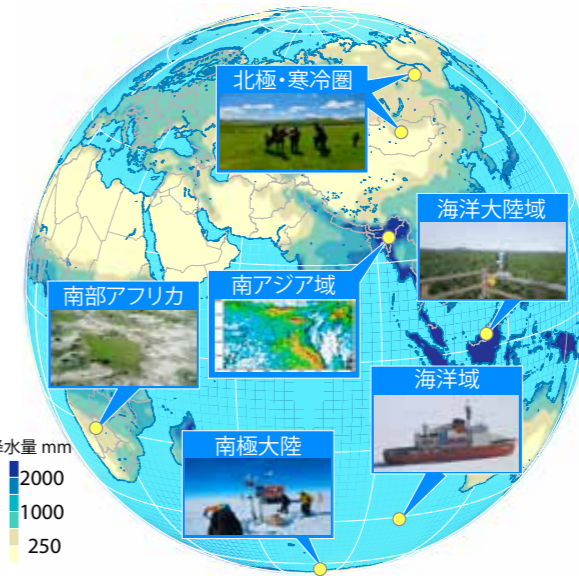 北極・寒冷圏
海洋大陸域
南アジア域
南部アフリカ
海洋域
南極大陸
降水量 mm
2000
1000
250